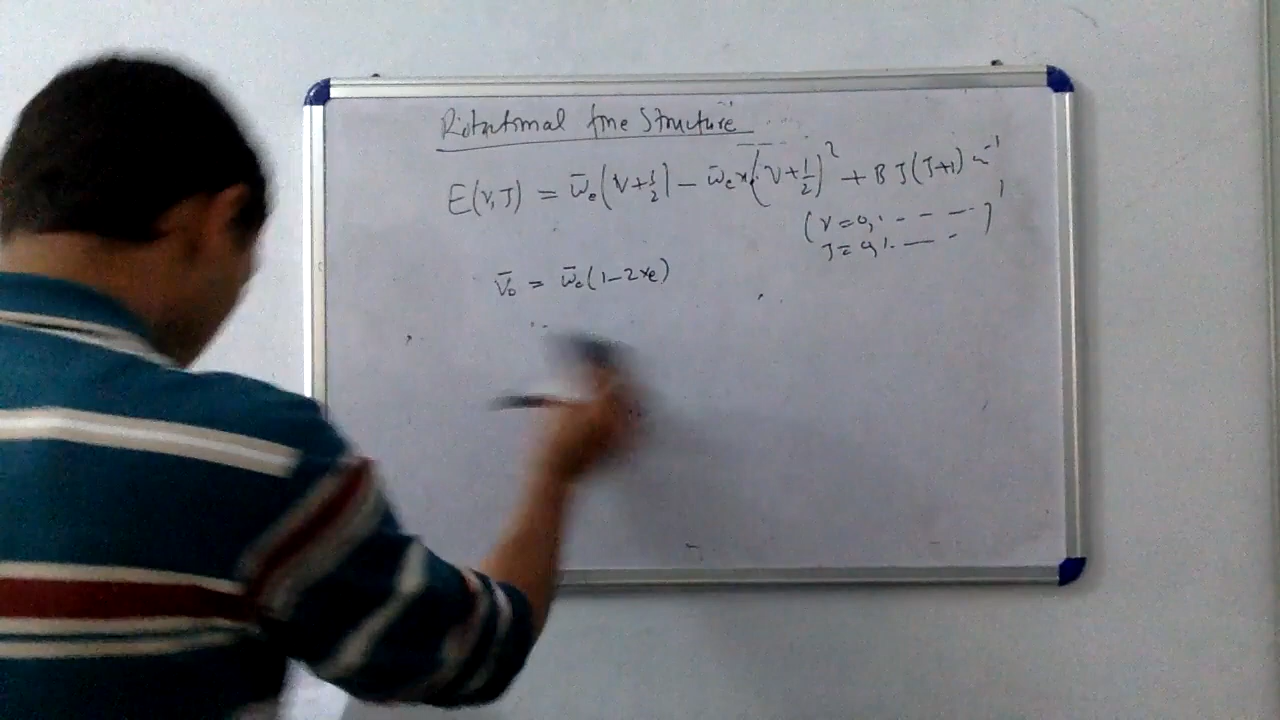 Rotational fine Structure
E(v,J) = ω̄e(v+1/2) - ω̄exe(v+1/2)² + BJ(J+1) cm⁻¹
(v=0,1 - - - -)
J=0,1 — -
ν̄0 = ω̄e(1-2xe)